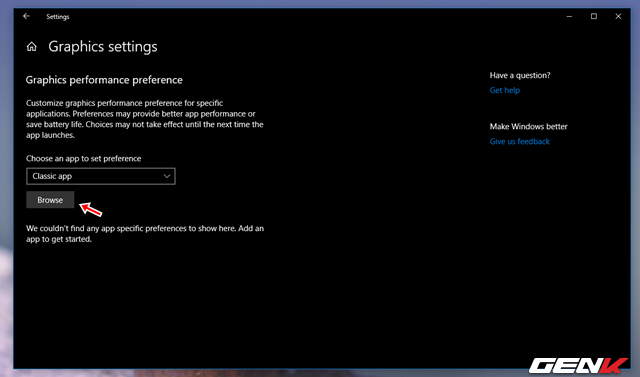 Settings
Graphics settings
Graphics performance preference
Customize graphics performance preference for specific
applications. Preferences may provide better app performance or
save battery life. Choices may not take effect until the next time the
app launches.
Choose an app to set preference
Classic app
Browse
We couldn't find any app specific preferences to show here. Add an
app to get started.
Have a question?
Get help
Make Windows better
Give us feedback
GENK